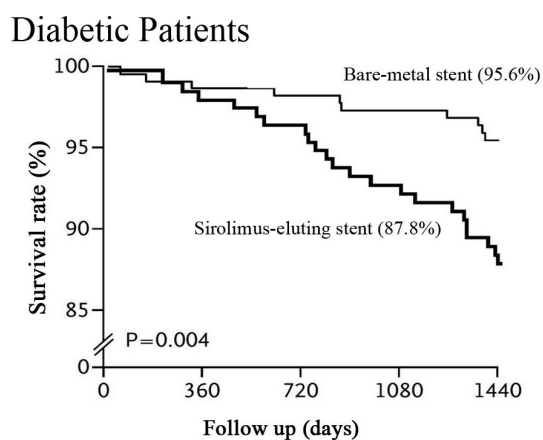 Diabetic Patients
100
Bare-metal stent (95.6%)
95
Survival rate (%)
90
Sirolimus-eluting stent (87.8%)
85
P=0.004
0
0 360 720 1080 1440
Follow up (days)